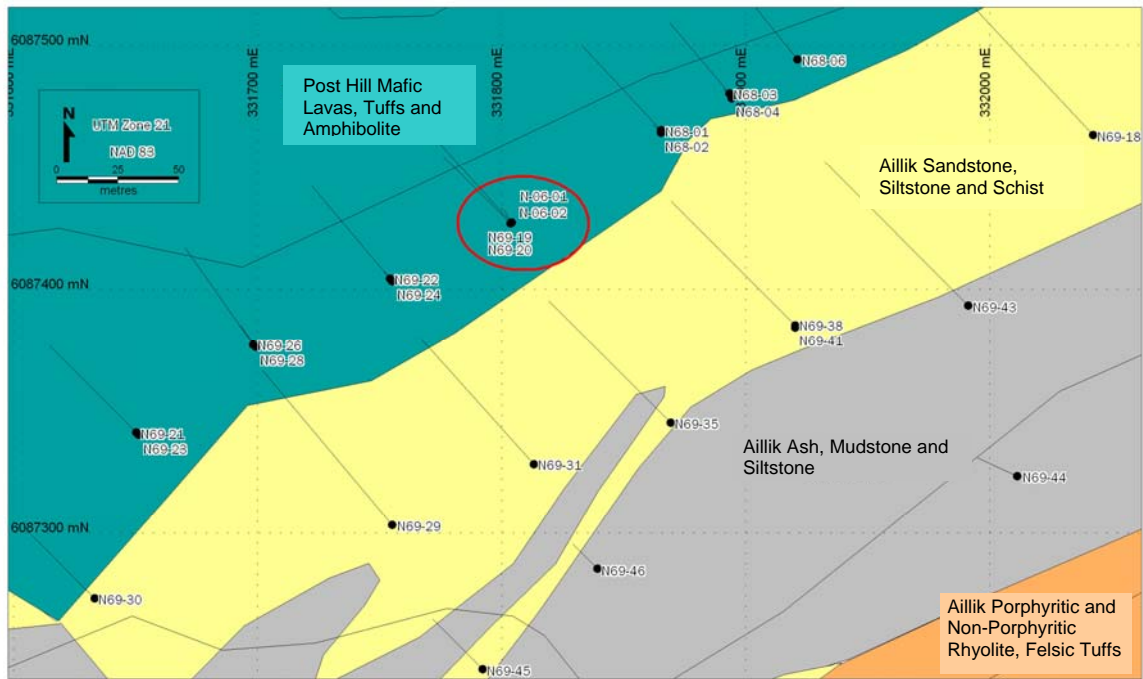 6087500 mN
331700 mE
331800 mE
332000 mE
N68-06
Post Hill Mafic
Lavas, Tuffs and
Amphibolite
N68-03
N68-04
N
UTM Zone 21
NAD 83
0 25 50
metres
N68-01
N68-02
N69-18
Aillik Sandstone,
Siltstone and Schist
N-06-01
N-06-02
N69-19
N69-20
6087400 mN
N69-22
N69-24
N69-43
N69-38
N69-41
N69-26
N69-28
N69-21
N69-23
N69-35
Aillik Ash, Mudstone and
Siltstone
N69-31
N69-44
6087300 mN
N69-29
N69-46
N69-30
Aillik Porphyritic and
Non-Porphyritic
Rhyolite, Felsic Tuffs
N69-45